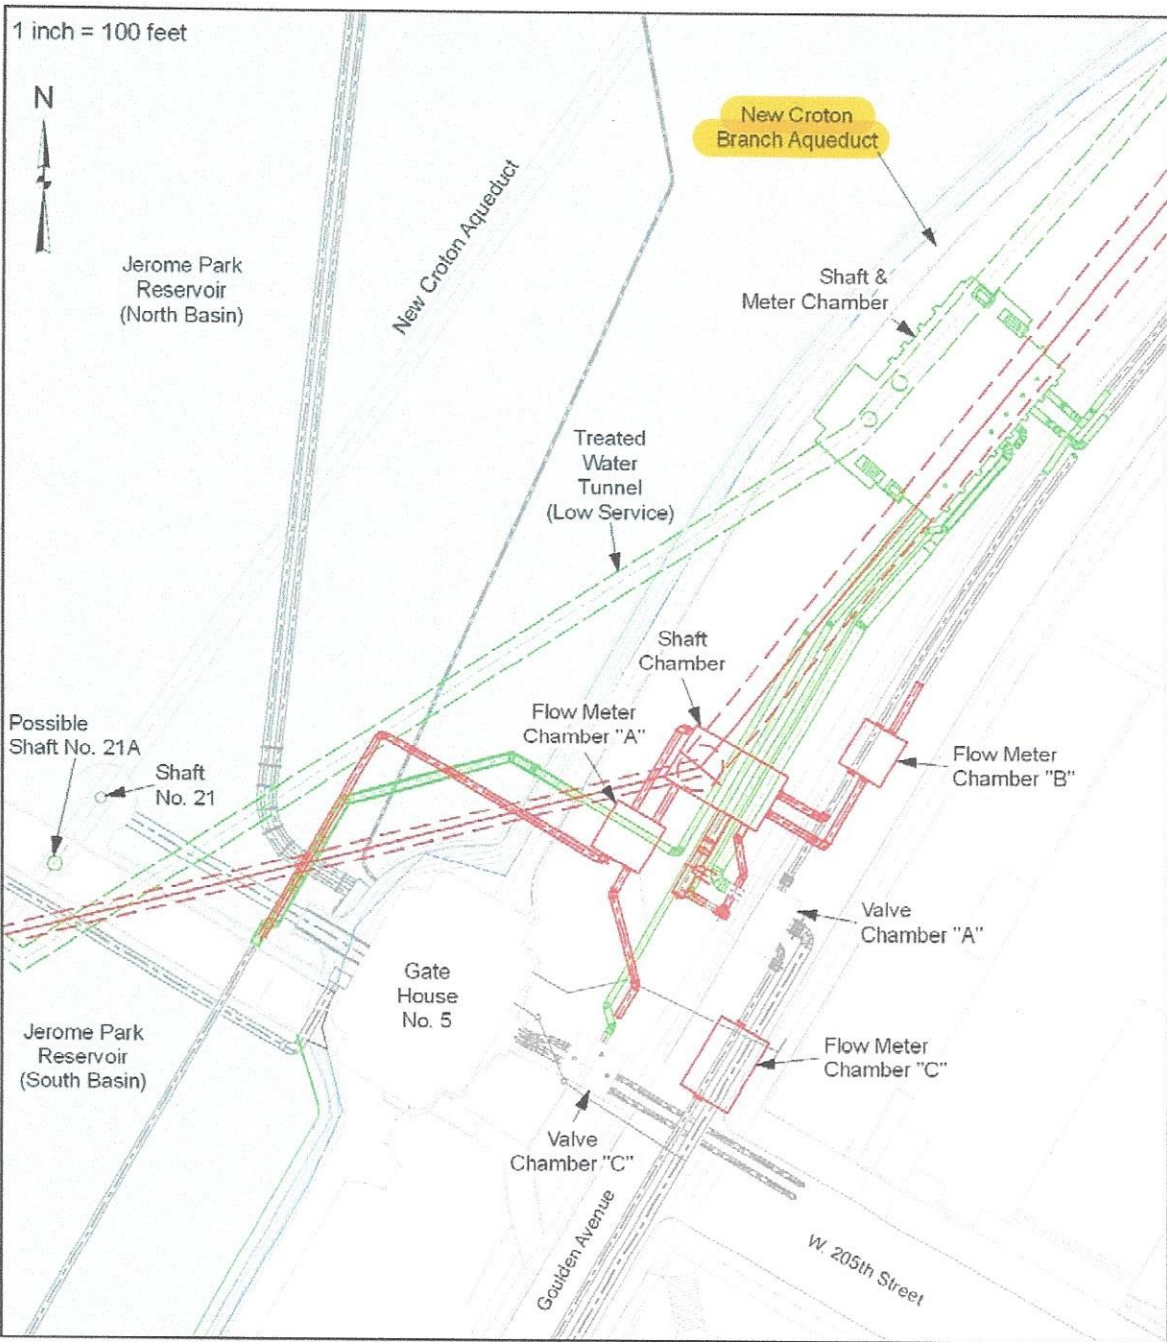 1 inch = 100 feet
N
New Croton
Branch Aqueduct
New Croton Aqueduct
Jerome Park
Reservoir
(North Basin)
Shaft &
Meter Chamber
Treated
Water
Tunnel
(Low Service)
Shaft
Chamber
Flow Meter
Chamber "A"
Possible
Shaft No. 21A
Shaft
No. 21
Flow Meter
Chamber "B"
Valve
Chamber "A"
Gate
House
No. 5
Jerome Park
Reservoir
(South Basin)
Flow Meter
Chamber "C"
Valve
Chamber "C"
Goulden Avenue
W. 205th Street